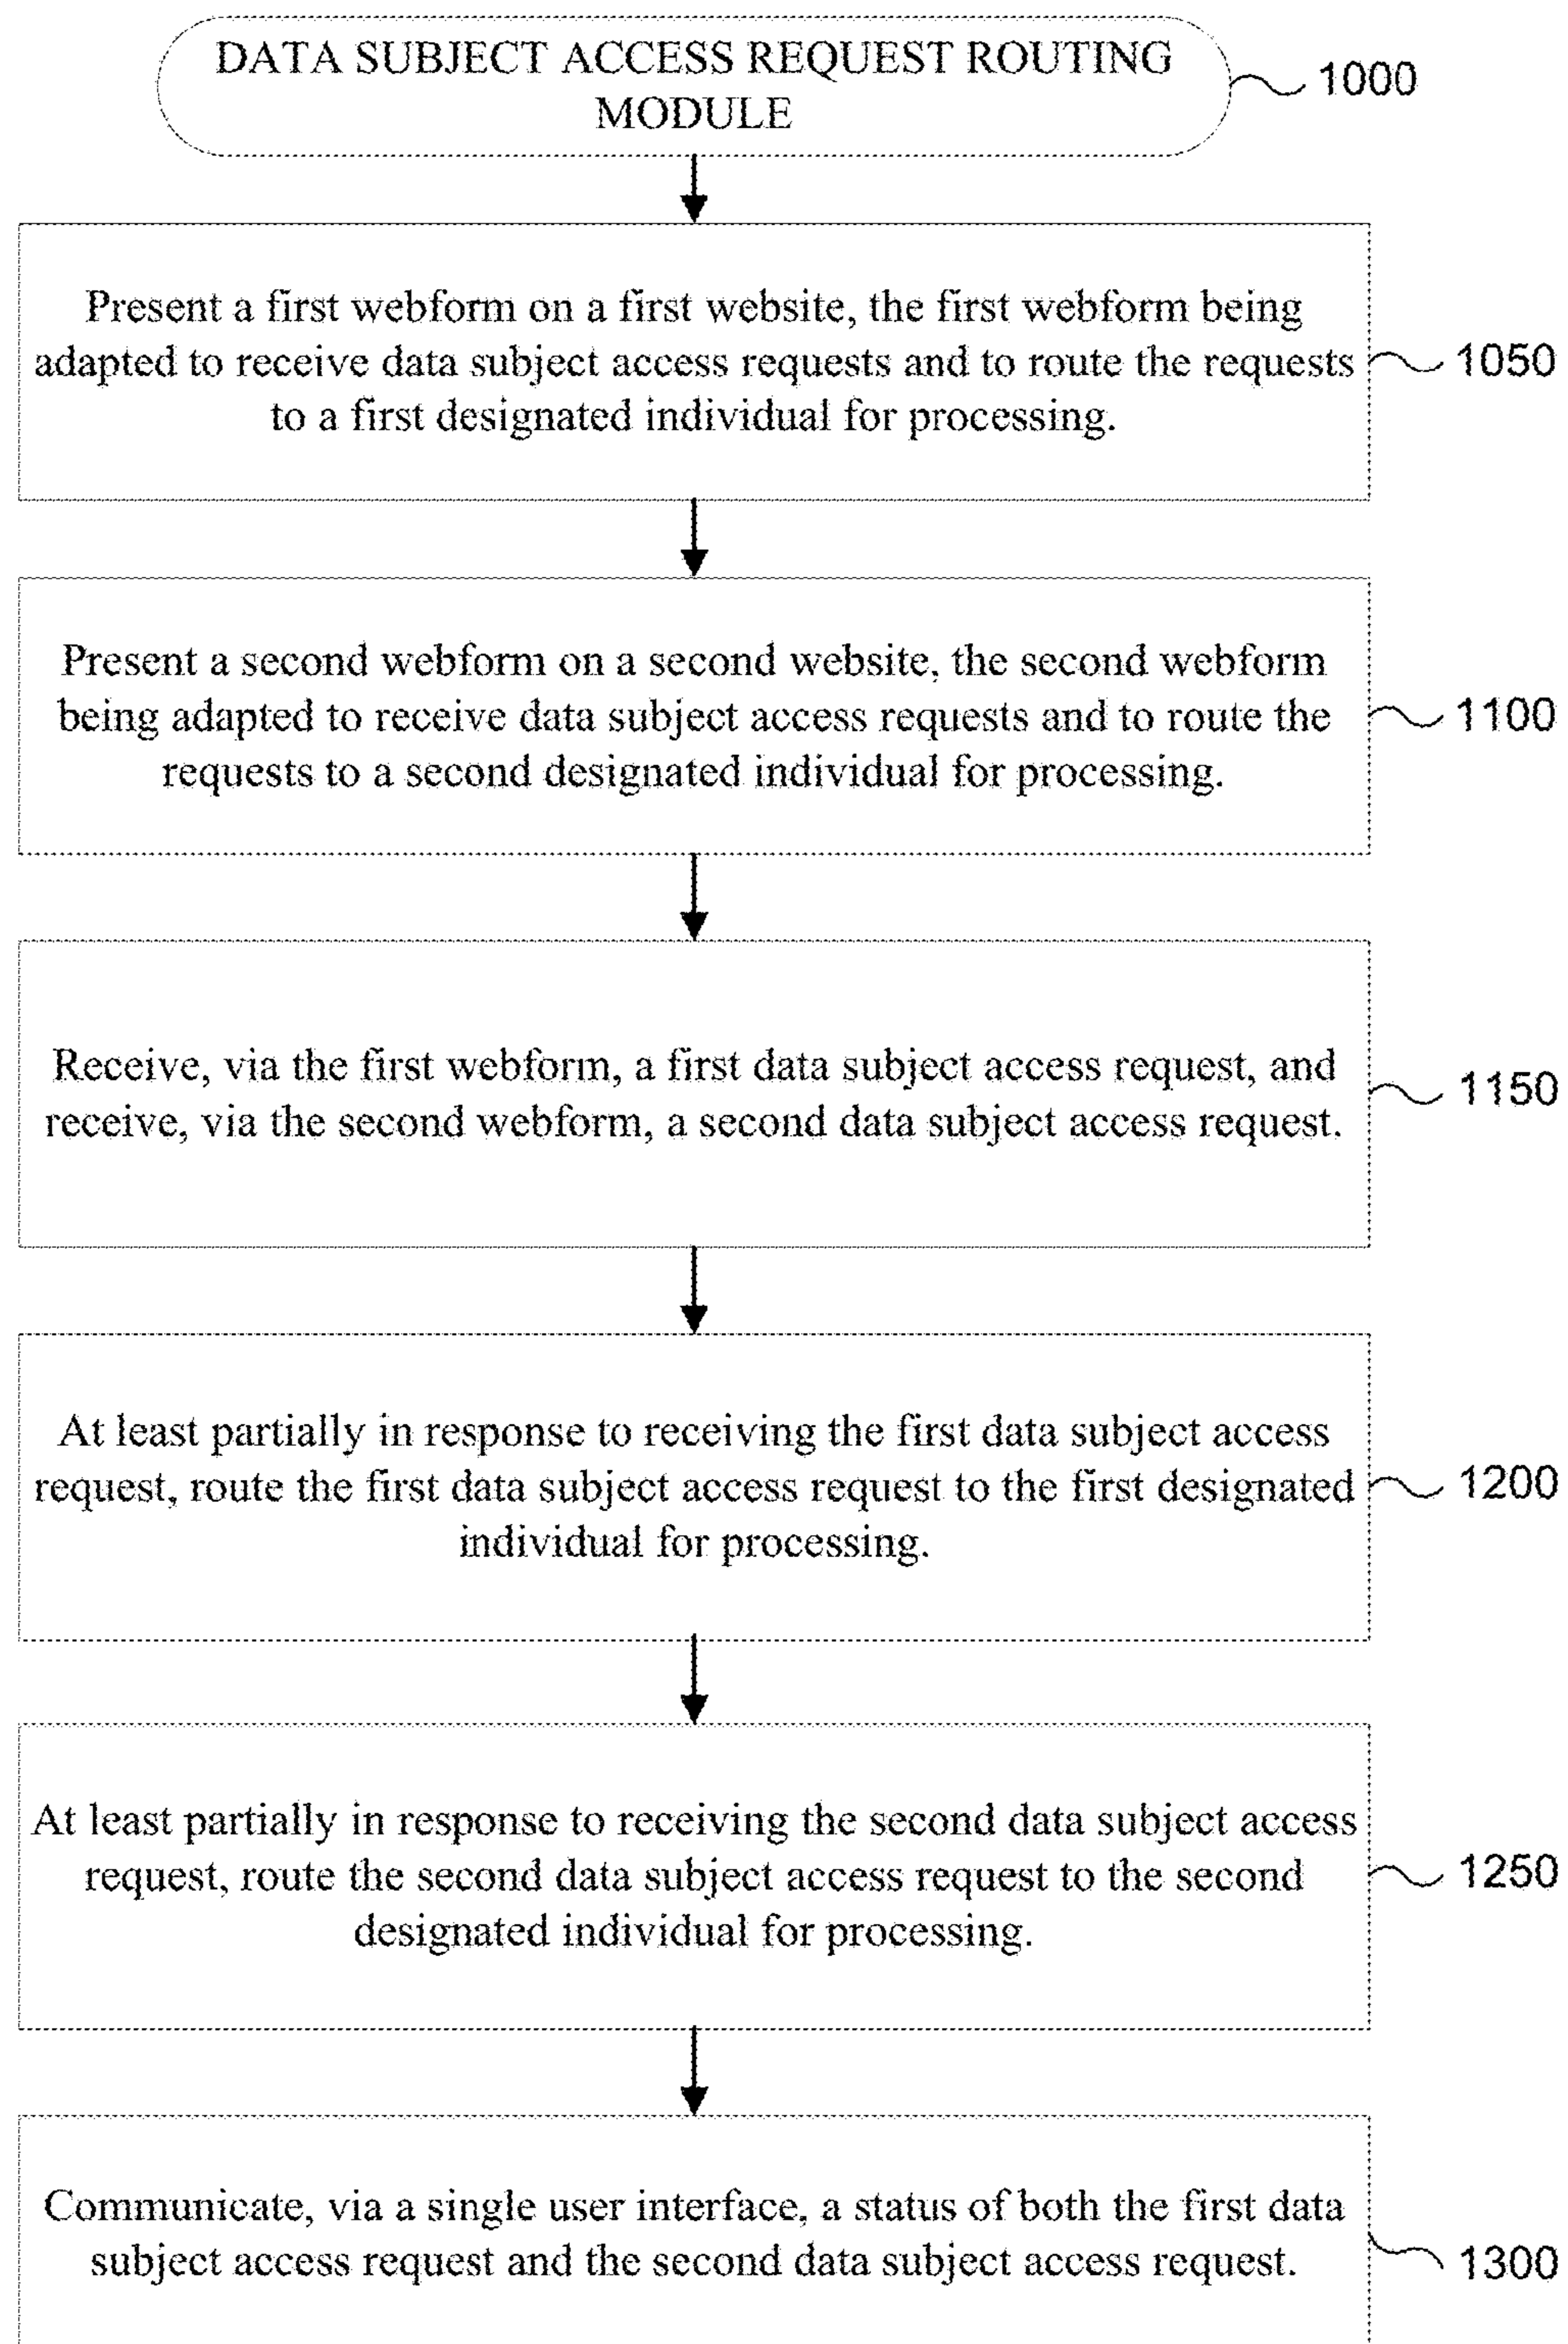 DATA SUBJECT ACCESS REQUEST ROUTING
MODULE
1000
Present a first webform on a first website, the first webform being
adapted to receive data subject access requests and to route the requests
to a first designated individual for processing.
1050
Present a second webform on a second website, the second webform
being adapted to receive data subject access requests and to route the
requests to a second designated individual for processing.
1100
Receive, via the first webform, a first data subject access request, and
receive, via the second webform, a second data subject access request.
1150
At least partially in response to receiving the first data subject access
request, route the first data subject access request to the first designated
individual for processing.
1200
At least partially in response to receiving the second data subject access
request, route the second data subject access request to the second
designated individual for processing.
1250
Communicate, via a single user interface, a status of both the first data
subject access request and the second data subject access request.
1300